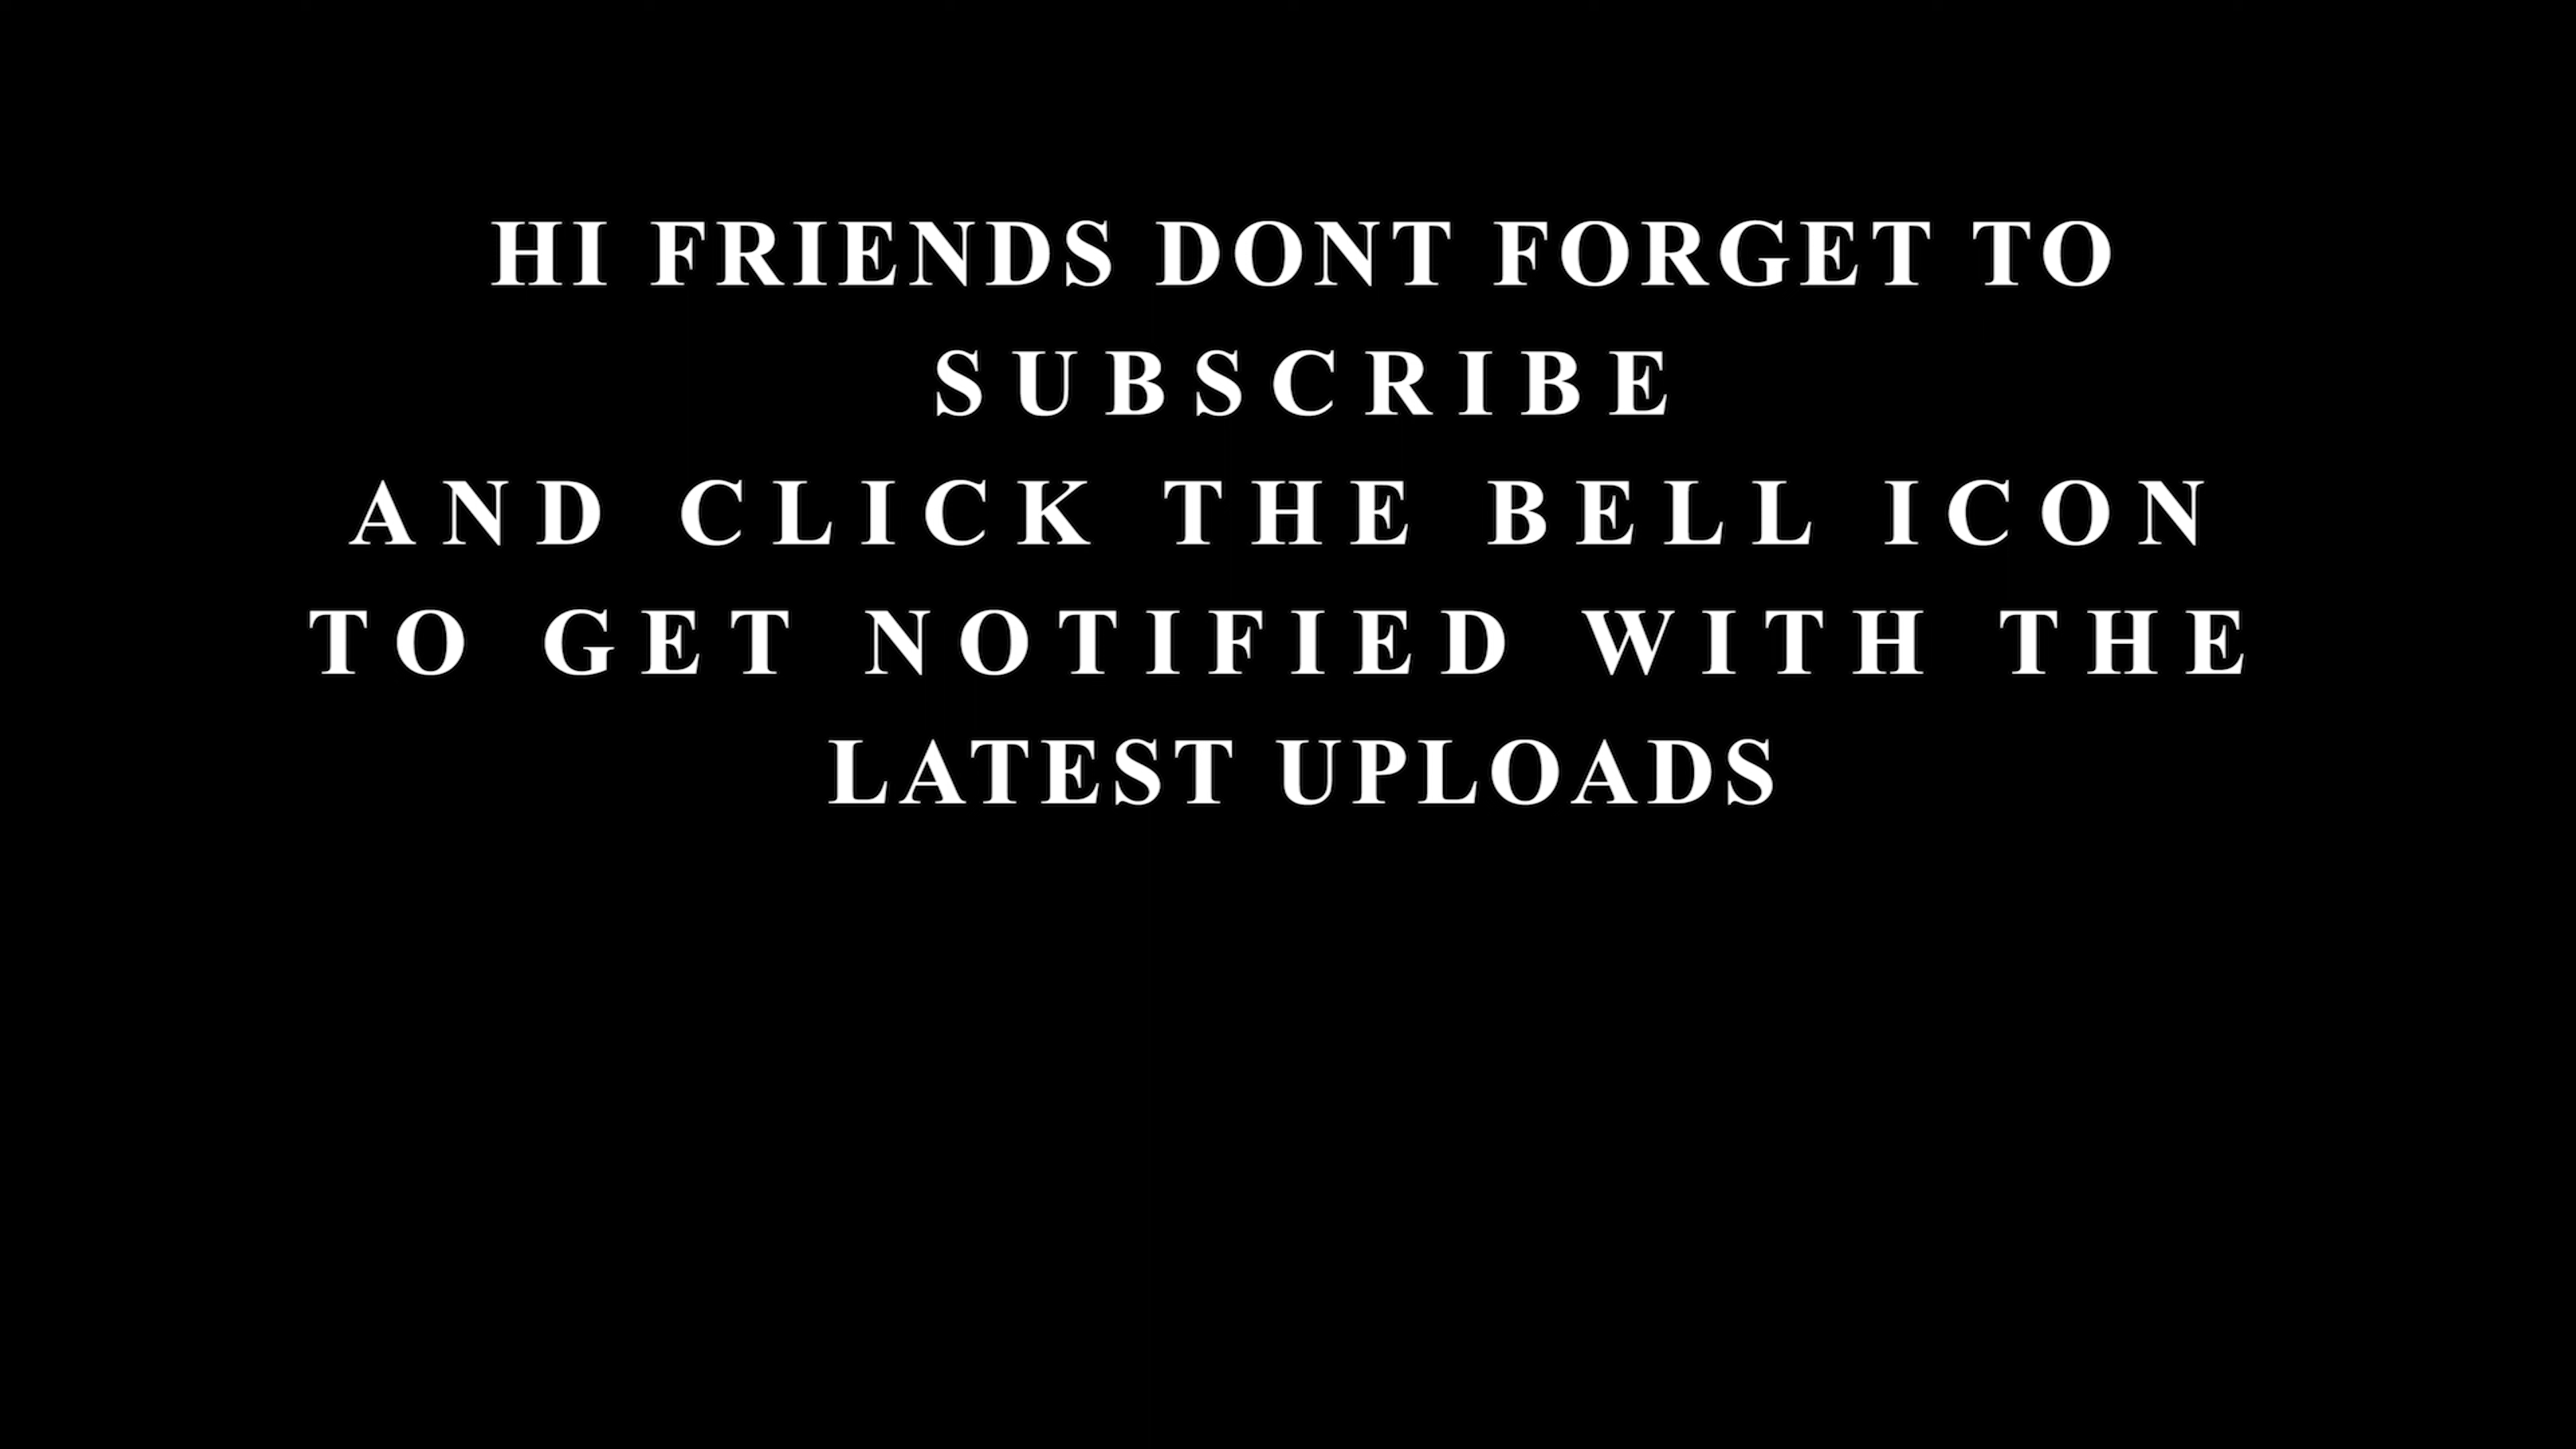 HI FRIENDS DONT FORGET TO
SUBSCRIBE
AND CLICK THE BELL ICON
TO GET NOTIFIED WITH THE
LATEST UPLOADS